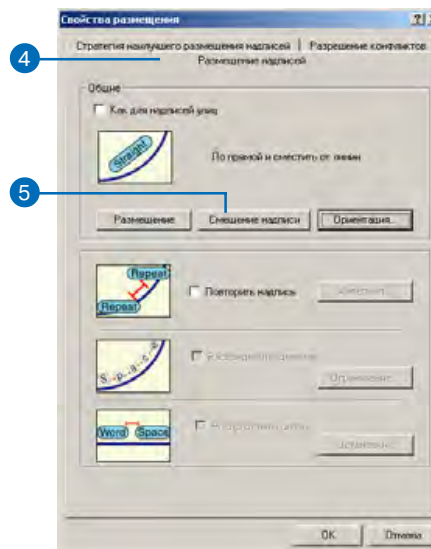 Свойства размещения
Стратегия наилучшего размещения надписей
Разрешение конфликтов
4
Размещение надписей
Общие
Как для надписей улиц
Straight
По прямой и сместить от линии
5
Размещение
Смещение надписи
Ориентация...
Repeat
Repeat
Повторить надпись
S p a c e
Word Space
OK
Отмена